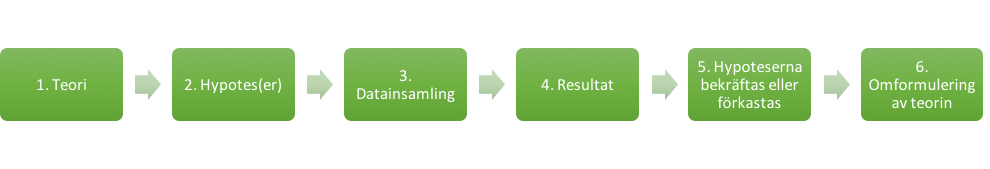 1. Teori
2. Hypotes(er)
3.
Datainsamling
4. Resultat
5. Hypoteserna
bekräftas eller
förkastas
6.
Omformulering
av teorin